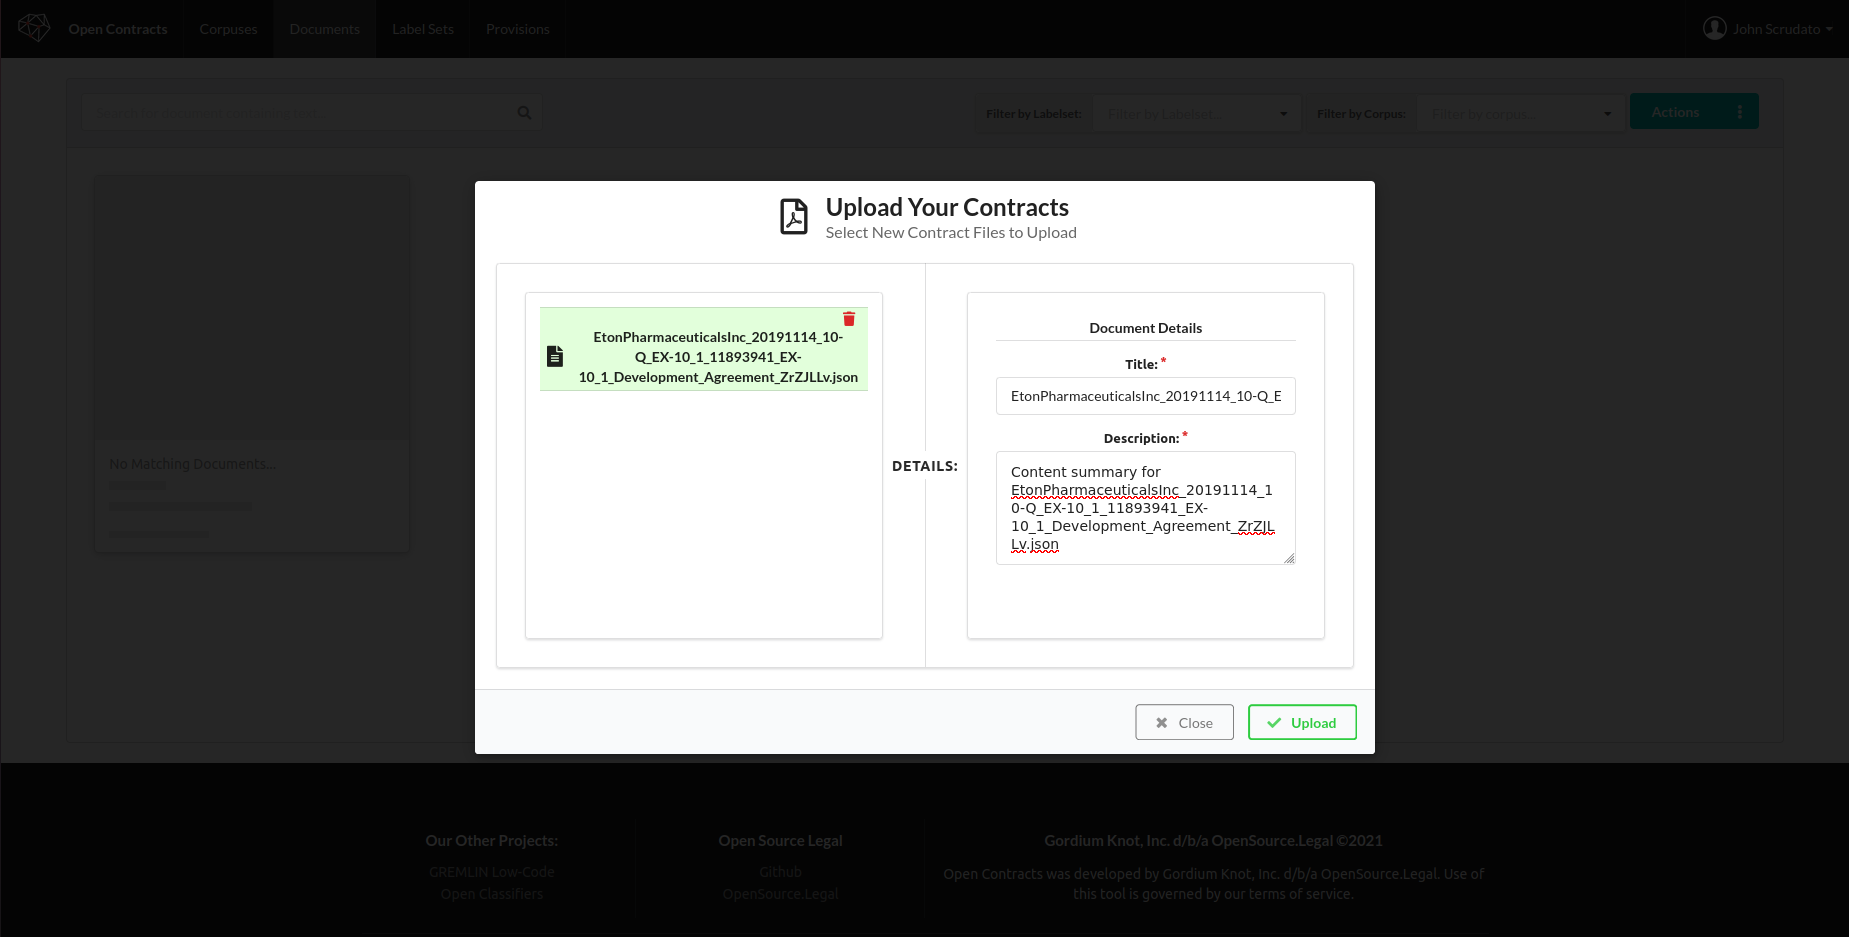 Open Contracts
Corpuses
Documents
Label Sets
Provisions
John Scrudato
Filter by Labelset:
Filter by Labelset...
Filter by Corpus:
Filter by corpus...
Actions
No Matching Documents...
Upload Your Contracts
Select New Contract Files to Upload
EtonPharmaceuticalsInc_20191114_10-
Q_EX-10_1_11893941_EX-
10_1_Development_Agreement_ZrZJLLv.json
DETAILS:
Document Details
Title:*
EtonPharmaceuticalsInc_20191114_10-Q_E
Description:*
Content summary for
EtonPharmaceuticalsInc_20191114_1
0-Q_EX-10_1_11893941_EX-
10_1_Development_Agreement_ZrZJL
Lv.json
Close
Upload
Our Other Projects:
GREMLIN Low-Code
Open Classifiers
Open Source Legal
Github
OpenSource.Legal
Gordium Knot, Inc. d/b/a OpenSource.Legal ©2021
Open Contracts was developed by Gordium Knot, Inc. d/b/a OpenSource.Legal. Use of
this tool is governed by our terms of service.